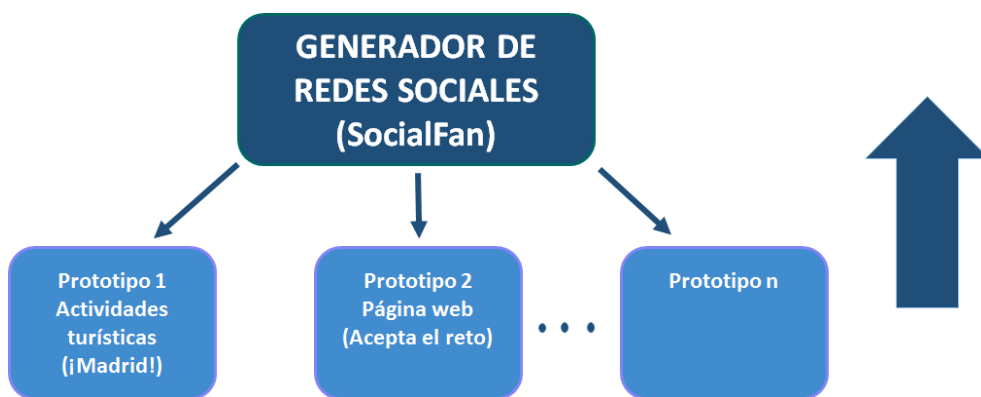 GENERADOR DE
REDES SOCIALES
(SocialFan)
Prototipo 1
Actividades
turísticas
(¡Madrid!)
Prototipo 2
Página web
(Acepta el reto)
• • •
Prototipo n